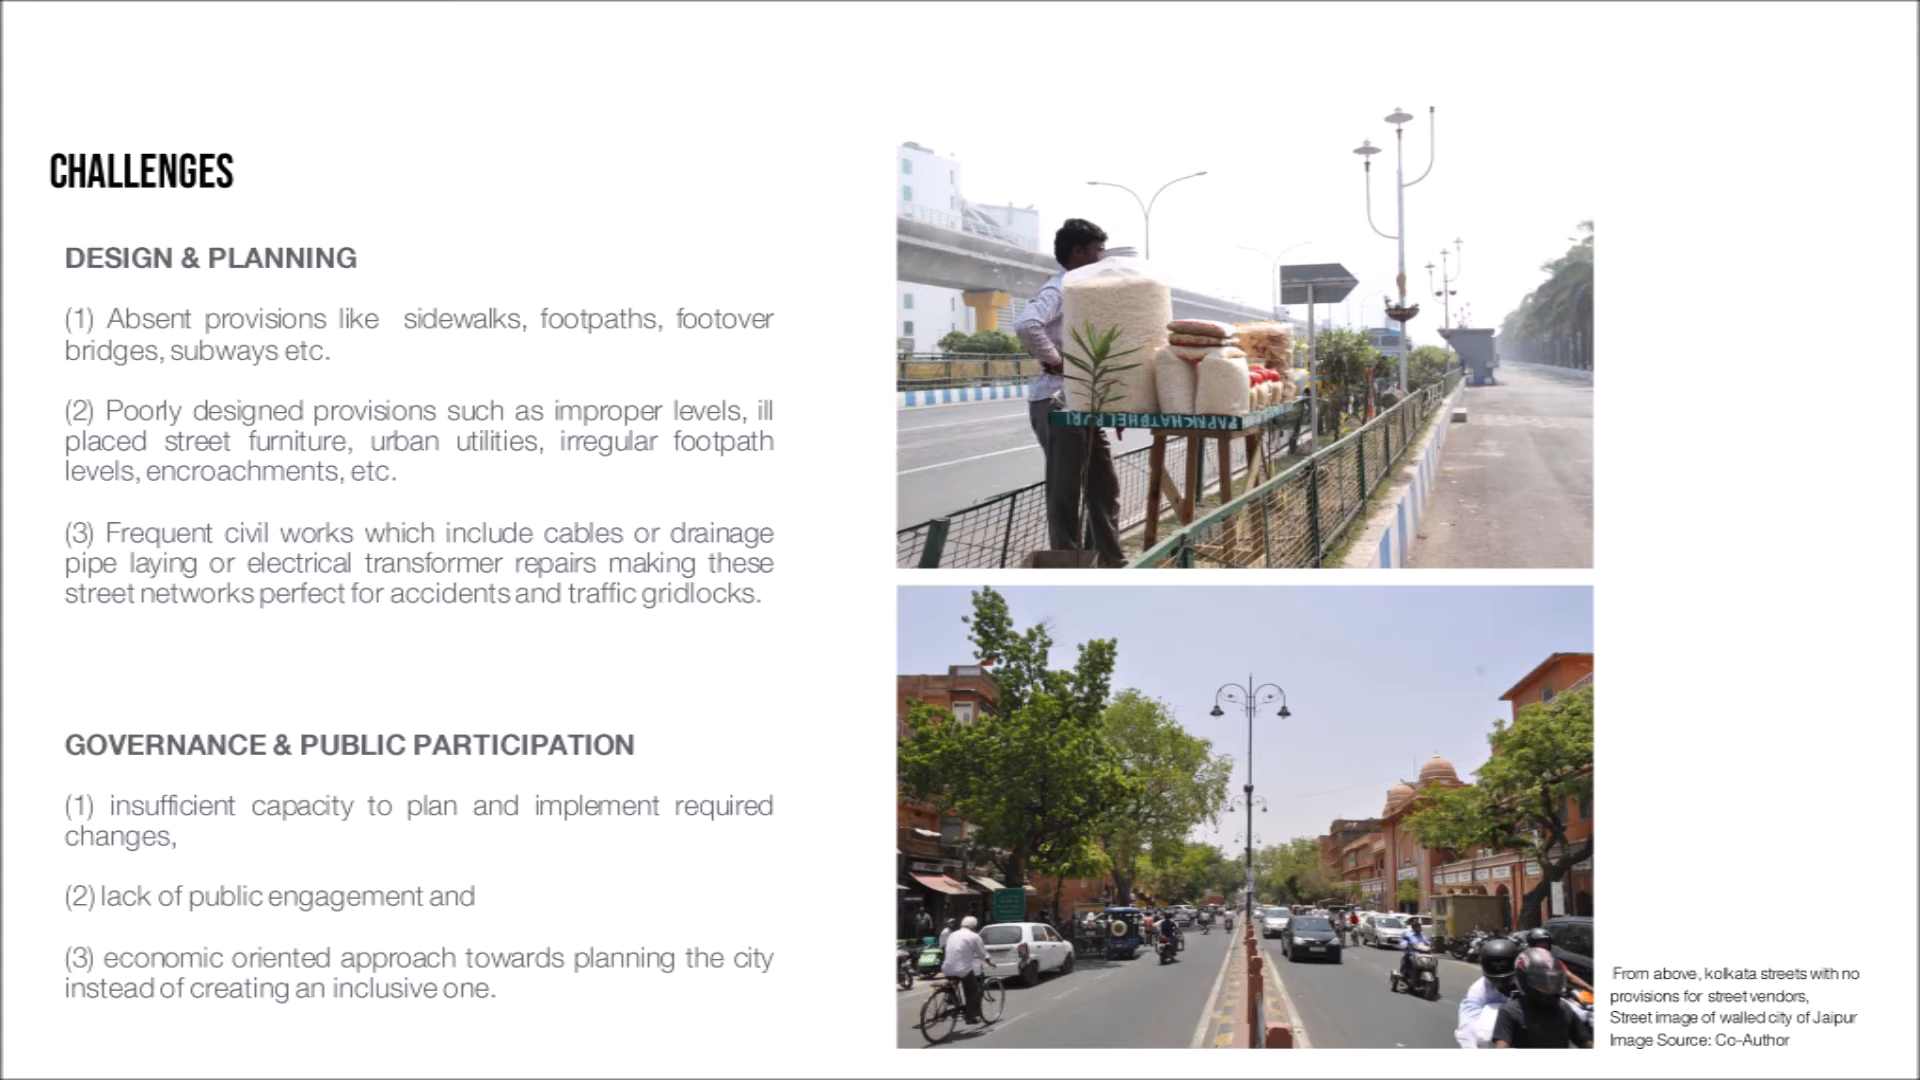 CHALLENGES
DESIGN & PLANNING
(1) Absent provisions like sidewalks, footpaths, footover
bridges, subways etc.
(2) Poorly designed provisions such as improper levels, ill
placed street furniture, urban utilities, irregular footpath
levels, encroachments, etc.
(3) Frequent civil works which include cables or drainage
pipe laying or electrical transformer repairs making these
street networks perfect for accidents and traffic gridlocks.
GOVERNANCE & PUBLIC PARTICIPATION
(1) insufficient capacity to plan and implement required
changes,
(2) lack of public engagement and
(3) economic oriented approach towards planning the city
instead of creating an inclusive one.
From above, kolkata streets with no
provisions for street vendors,
Street image of walled city of Jaipur
Image Source: Co-Author